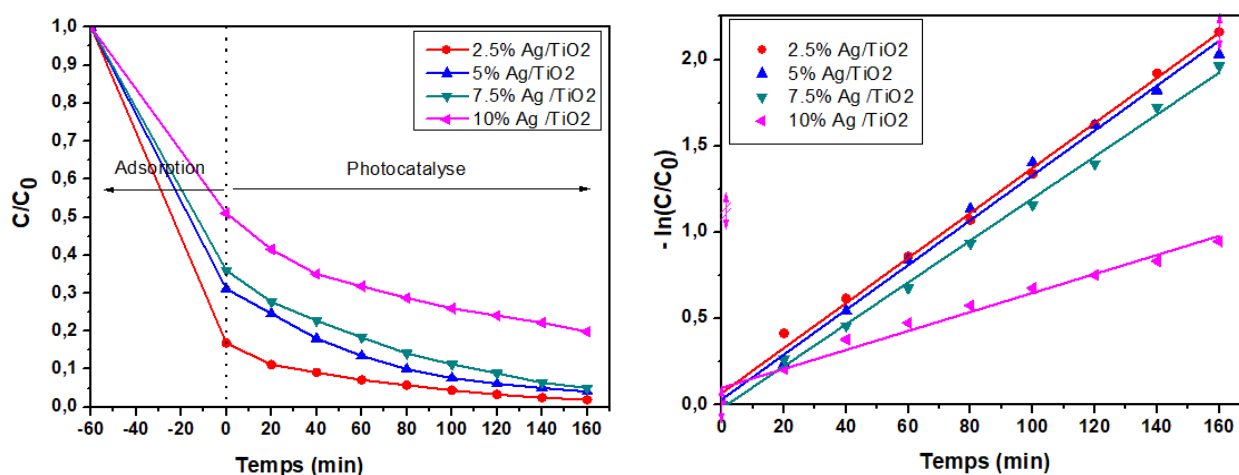 C/C0
1,0
0,9
0,8
0,7
0,6
0,5
0,4
0,3
0,2
0,1
0,0
2.5% Ag/TiO2
5% Ag/TiO2
7.5% Ag /TiO2
10% Ag /TiO2
Adsorption
Photocatalyse
-60 -40 -20 0 20 40 60 80 100 120 140 160
Temps (min)
- ln(C/C0)
2,0
1,5
1,0
0,5
0,0
2.5% Ag/TiO2
5% Ag/TiO2
7.5% Ag /TiO2
10% Ag /TiO2
0 20 40 60 80 100 120 140 160
Temps (min)